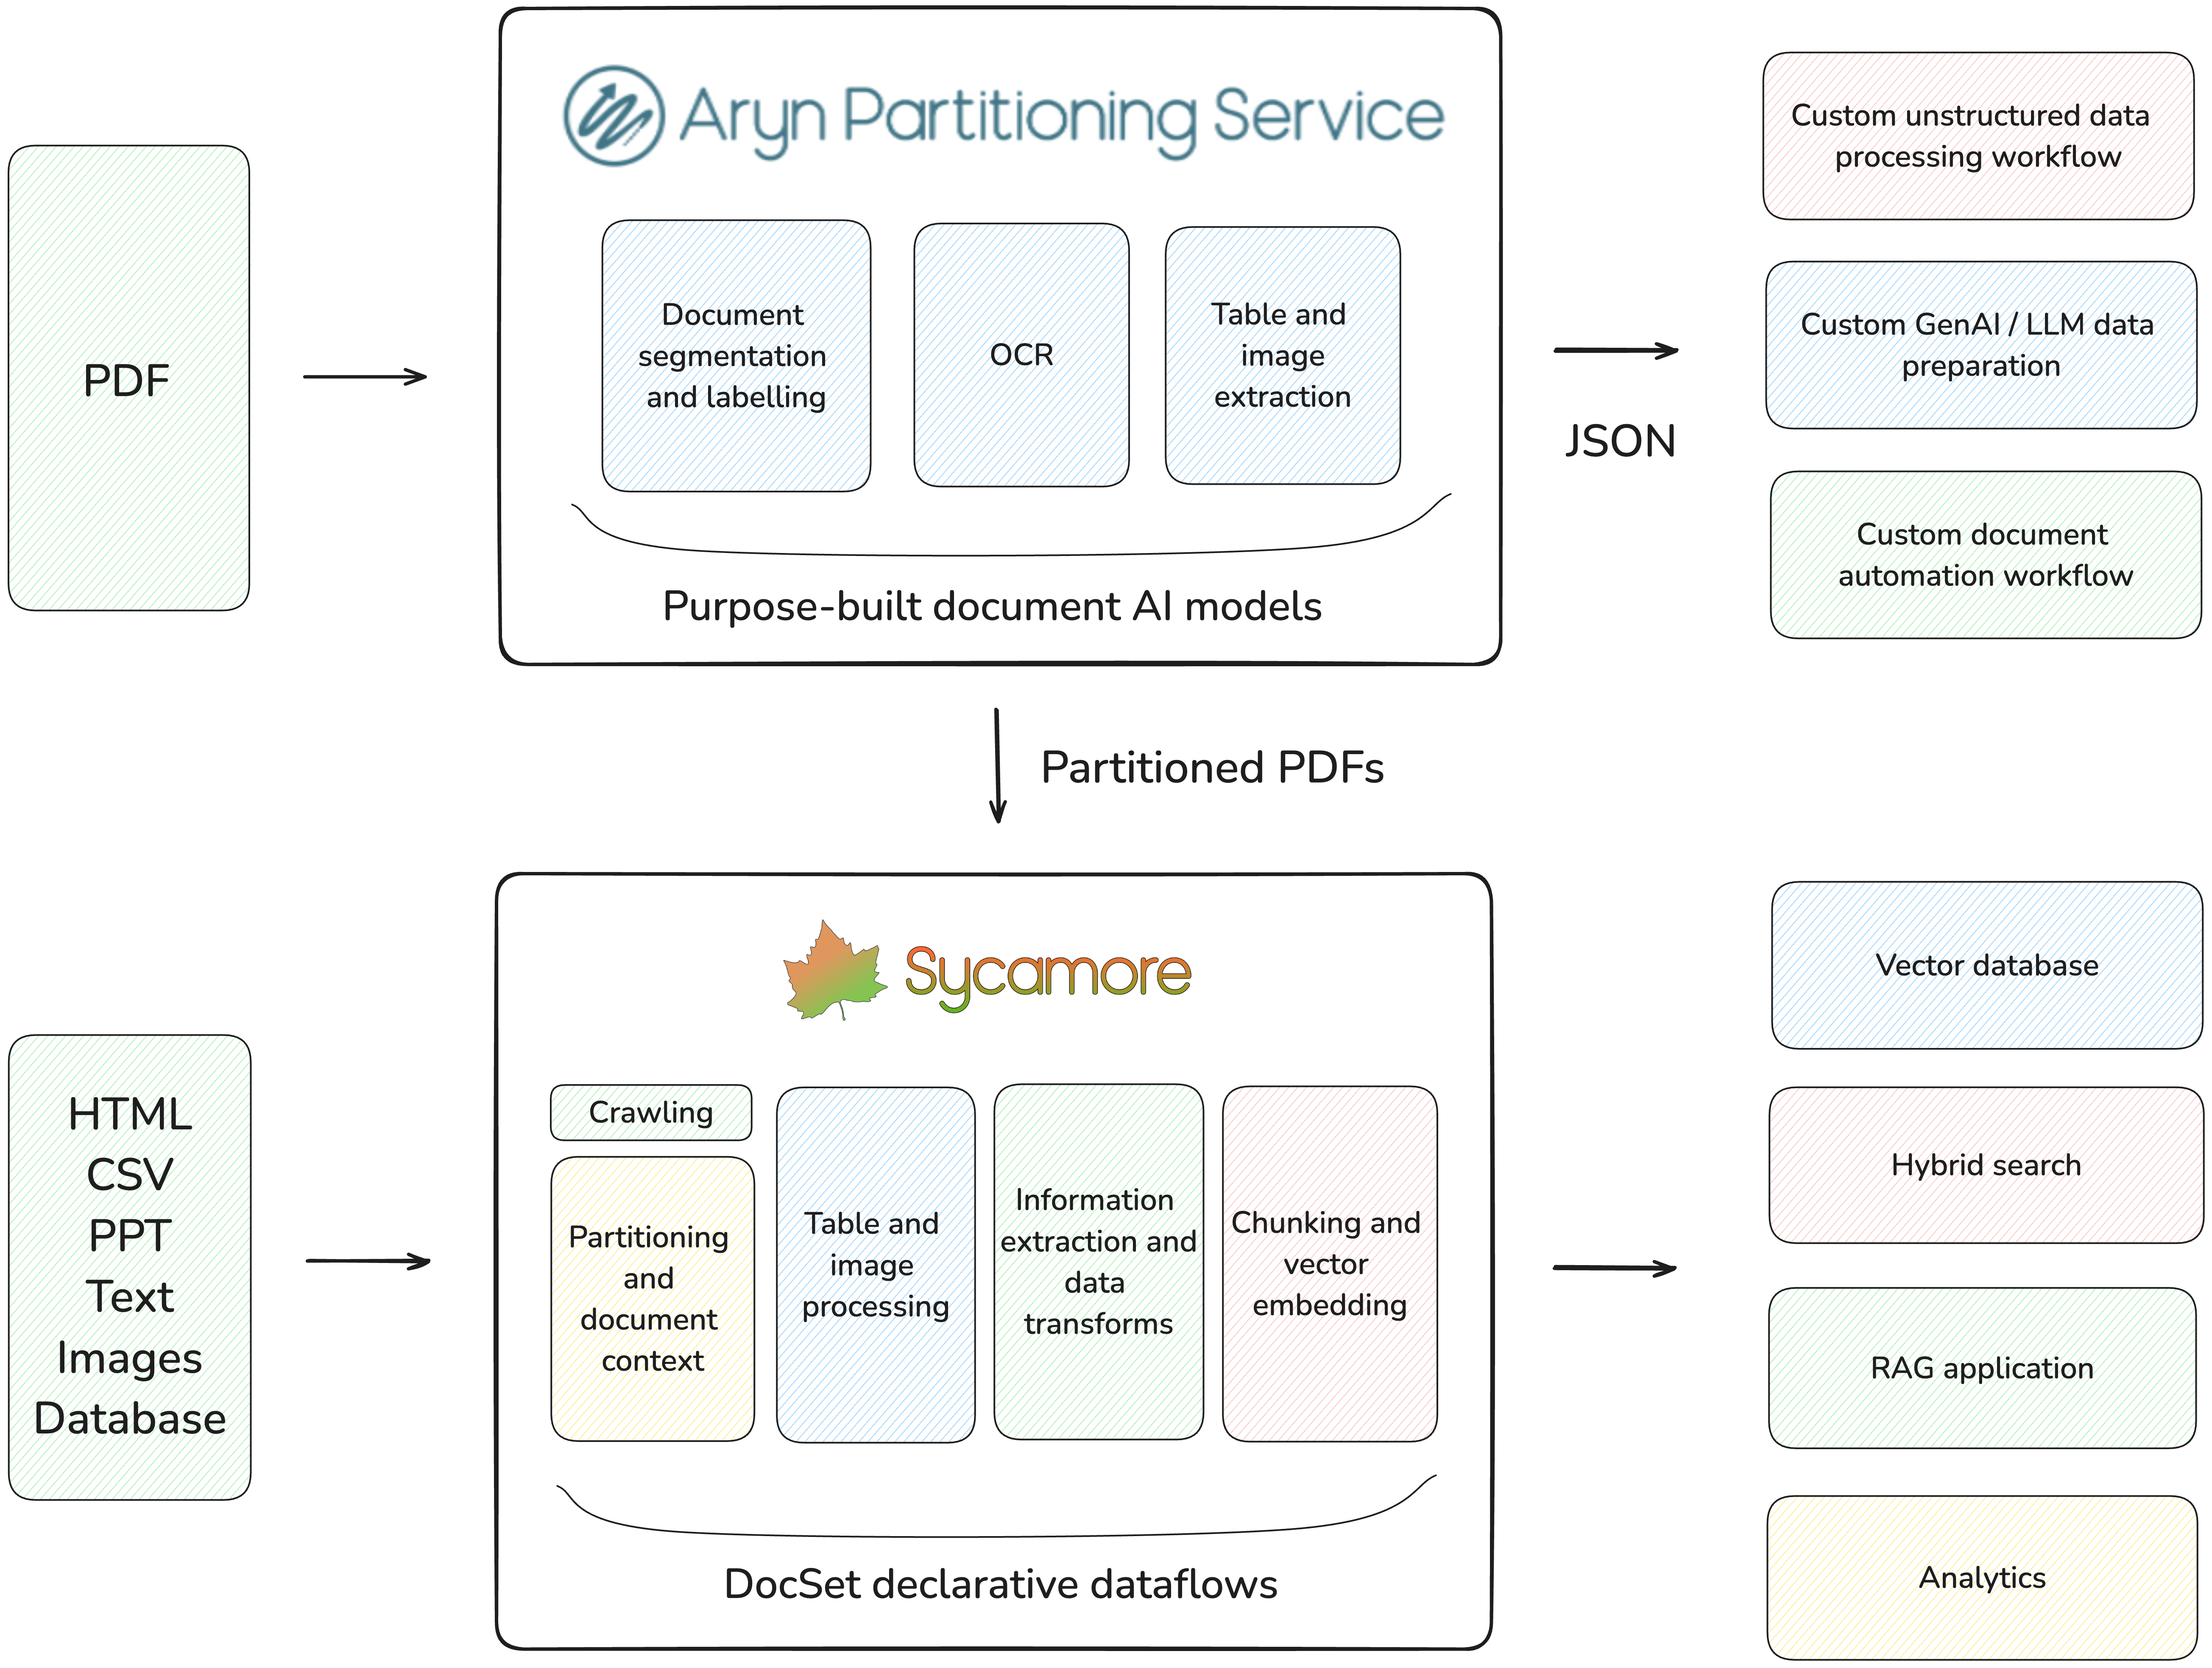 PDF
Aryn Partitioning Service
Document
segmentation
and labelling
OCR
Table and
image
extraction
Purpose-built document AI models
JSON
Custom unstructured data
processing workflow
Custom GenAI / LLM data
preparation
Custom document
automation workflow
Partitioned PDFs
HTML
CSV
PPT
Text
Images
Database
Sycamore
Crawling
Partitioning
and
document
context
Table and
image
processing
Information
extraction and
data
transforms
Chunking and
vector
embedding
DocSet declarative dataflows
Vector database
Hybrid search
RAG application
Analytics